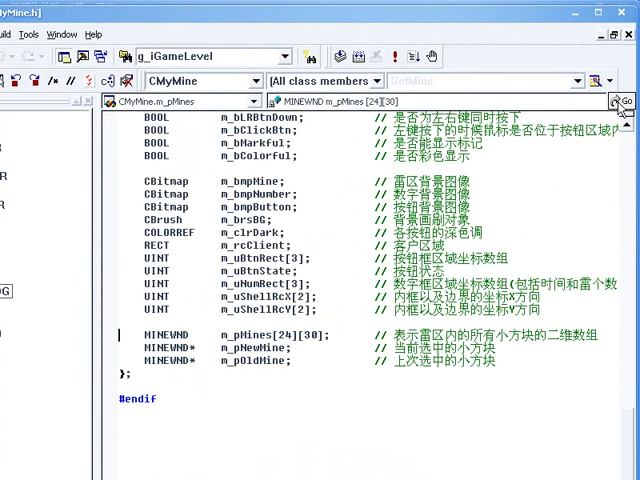 yMine.h]
uild Tools Window Help
g_iGameLevel
CMyMine [All class members GetMine
CMyMine.m_pMines MINEWND m_pMines [24][30] Go
BOOL m_bLRBtnDown; // 是否为左右键同时按下
BOOL m_bClickBtn; // 左键按下的时候鼠标是否位于按钮区域内
BOOL m_bMarkful; // 是否能显示标记
BOOL m_bColorful; // 是否彩色显示
CBitmap m_bmpMine; // 雷区背景图像
CBitmap m_bmpNumber; // 数字背景图像
CBitmap m_bmpButton; // 按钮背景图像
CBrush m_brsBG; // 背景画刷对象
COLORREF m_clrDark; // 各按钮的深色调
RECT m_rcClient; // 客户区域
UINT m_uBtnRect[3]; // 按钮框区域坐标数组
UINT m_uBtnState; // 按钮状态
UINT m_uNumRect[3]; // 数字框区域坐标数组(包括时间和雷个数
UINT m_uShellRcX[2]; // 内框以及边界的坐标X方向
UINT m_uShellRcY[2]; // 内框以及边界的坐标Y方向
MINEWND m_pMines[24][30]; // 表示雷区内的所有小方块的二维数组
MINEWND* m_pNewMine; // 当前选中的小方块
MINEWND* m_pOldMine; // 上次选中的小方块
};
#endif